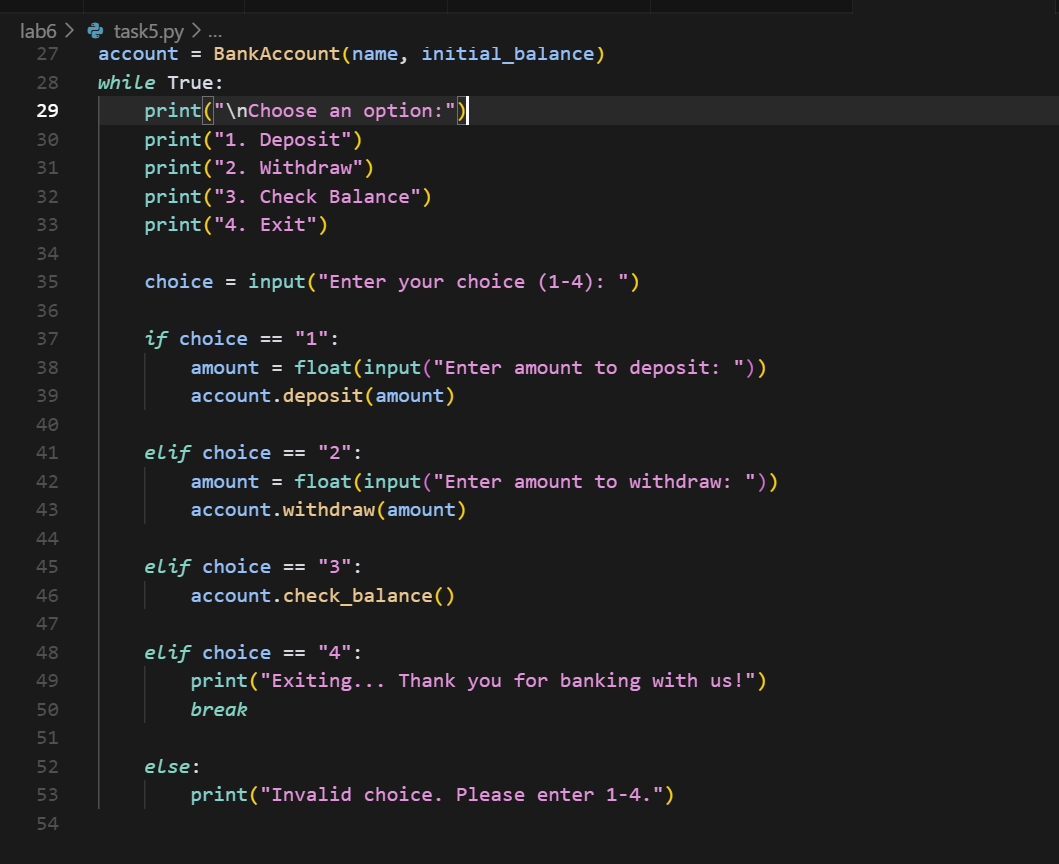 lab6 > task5.py > ...
27 account = BankAccount(name, initial_balance)
28 while True:
29     print("\nChoose an option:")
30     print("1. Deposit")
31     print("2. Withdraw")
32     print("3. Check Balance")
33     print("4. Exit")
34
35     choice = input("Enter your choice (1-4): ")
36
37     if choice == "1":
38         amount = float(input("Enter amount to deposit: "))
39         account.deposit(amount)
40
41     elif choice == "2":
42         amount = float(input("Enter amount to withdraw: "))
43         account.withdraw(amount)
44
45     elif choice == "3":
46         account.check_balance()
47
48     elif choice == "4":
49         print("Exiting... Thank you for banking with us!")
50         break
51
52     else:
53         print("Invalid choice. Please enter 1-4.")
54